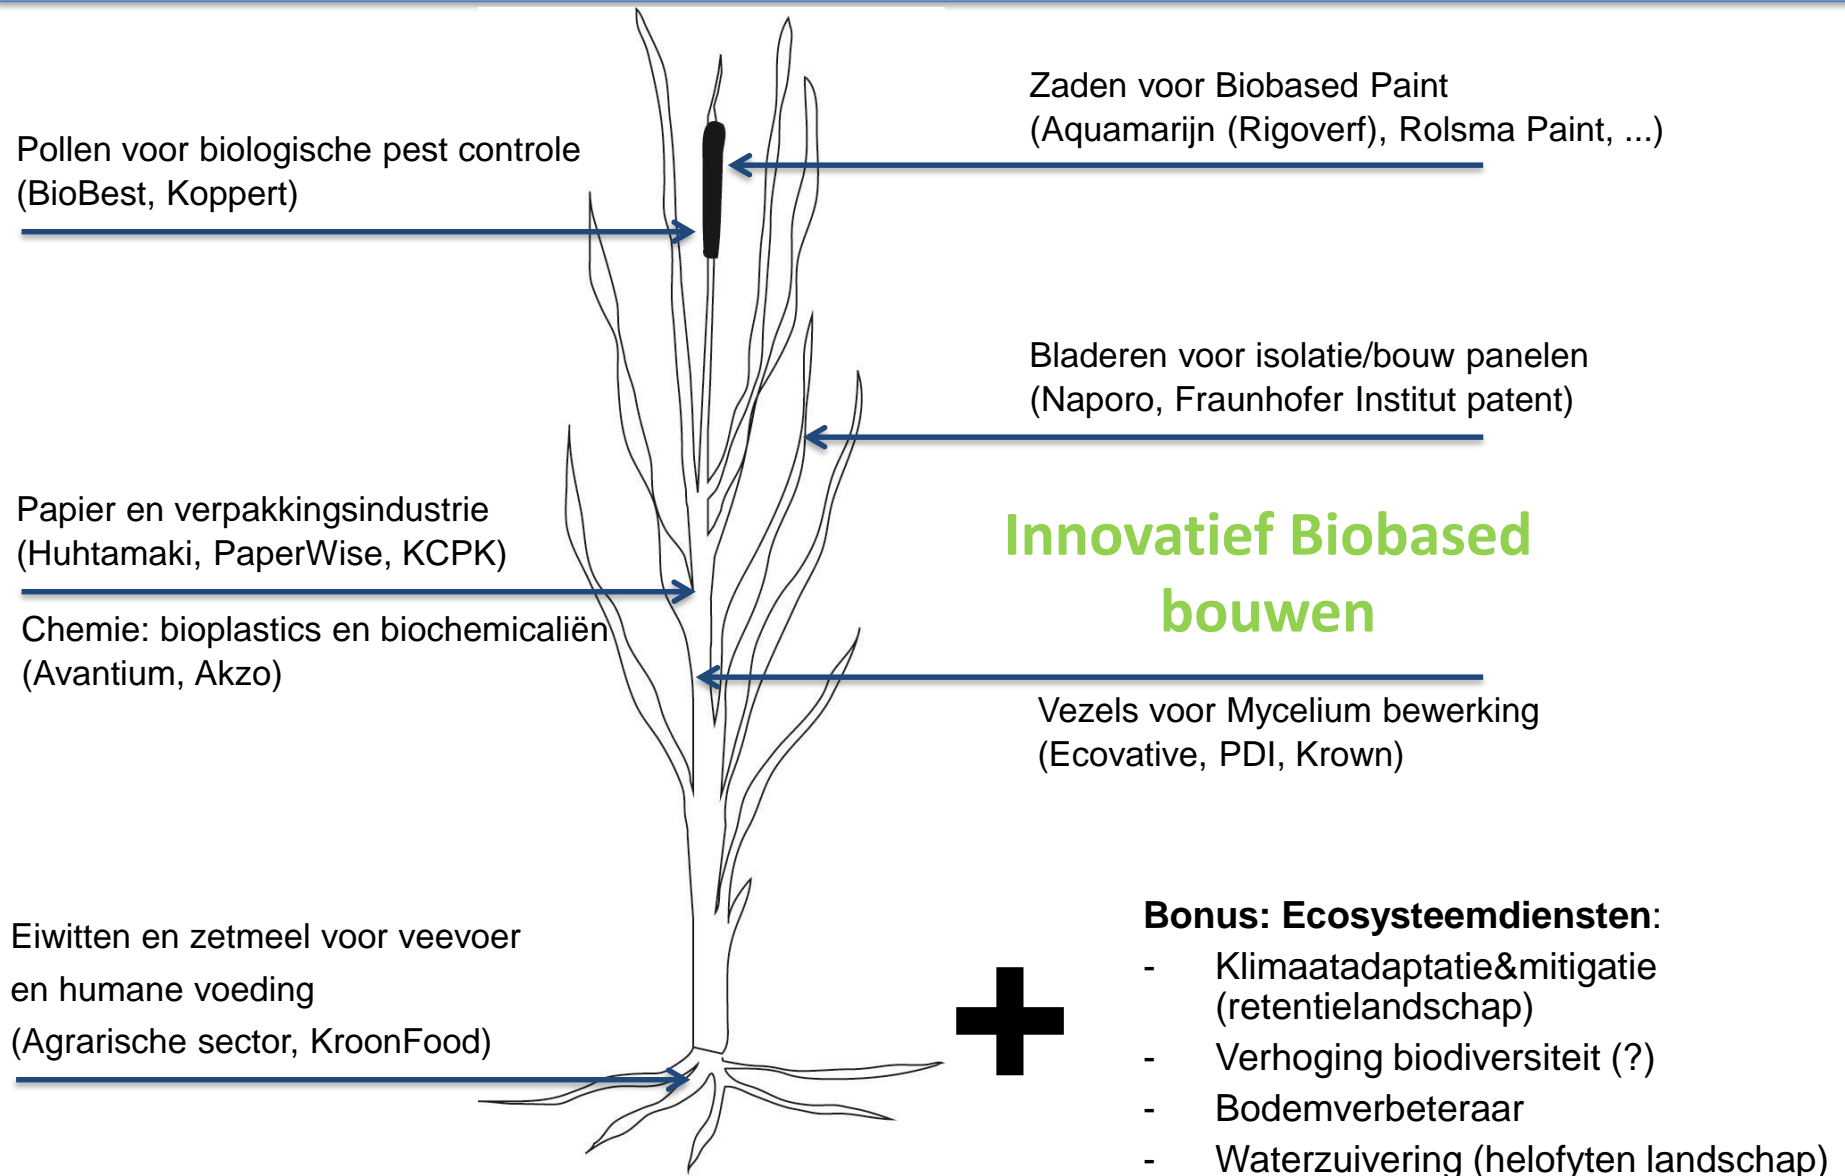 Pollen voor biologische pest controle
(BioBest, Koppert)
Zaden voor Biobased Paint
(Aquamarijn (Rigoverf), Rolsma Paint, ...)
Bladeren voor isolatie/bouw panelen
(Naporo, Fraunhofer Institut patent)
Papier en verpakkingsindustrie
(Huhtamaki, PaperWise, KCPK)
Chemie: bioplastics en biochemicaliën
(Avantium, Akzo)
Innovatief Biobased
bouwen
Vezels voor Mycelium bewerking
(Ecovative, PDI, Krown)
Eiwitten en zetmeel voor veevoer
en humane voeding
(Agrarische sector, KroonFood)
Bonus: Ecosysteemdiensten:
- Klimaatadaptatie&mitigatie
(retentielandschap)
- Verhoging biodiversiteit (?)
- Bodemverbeteraar
- Waterzuivering (helofyten landschap)